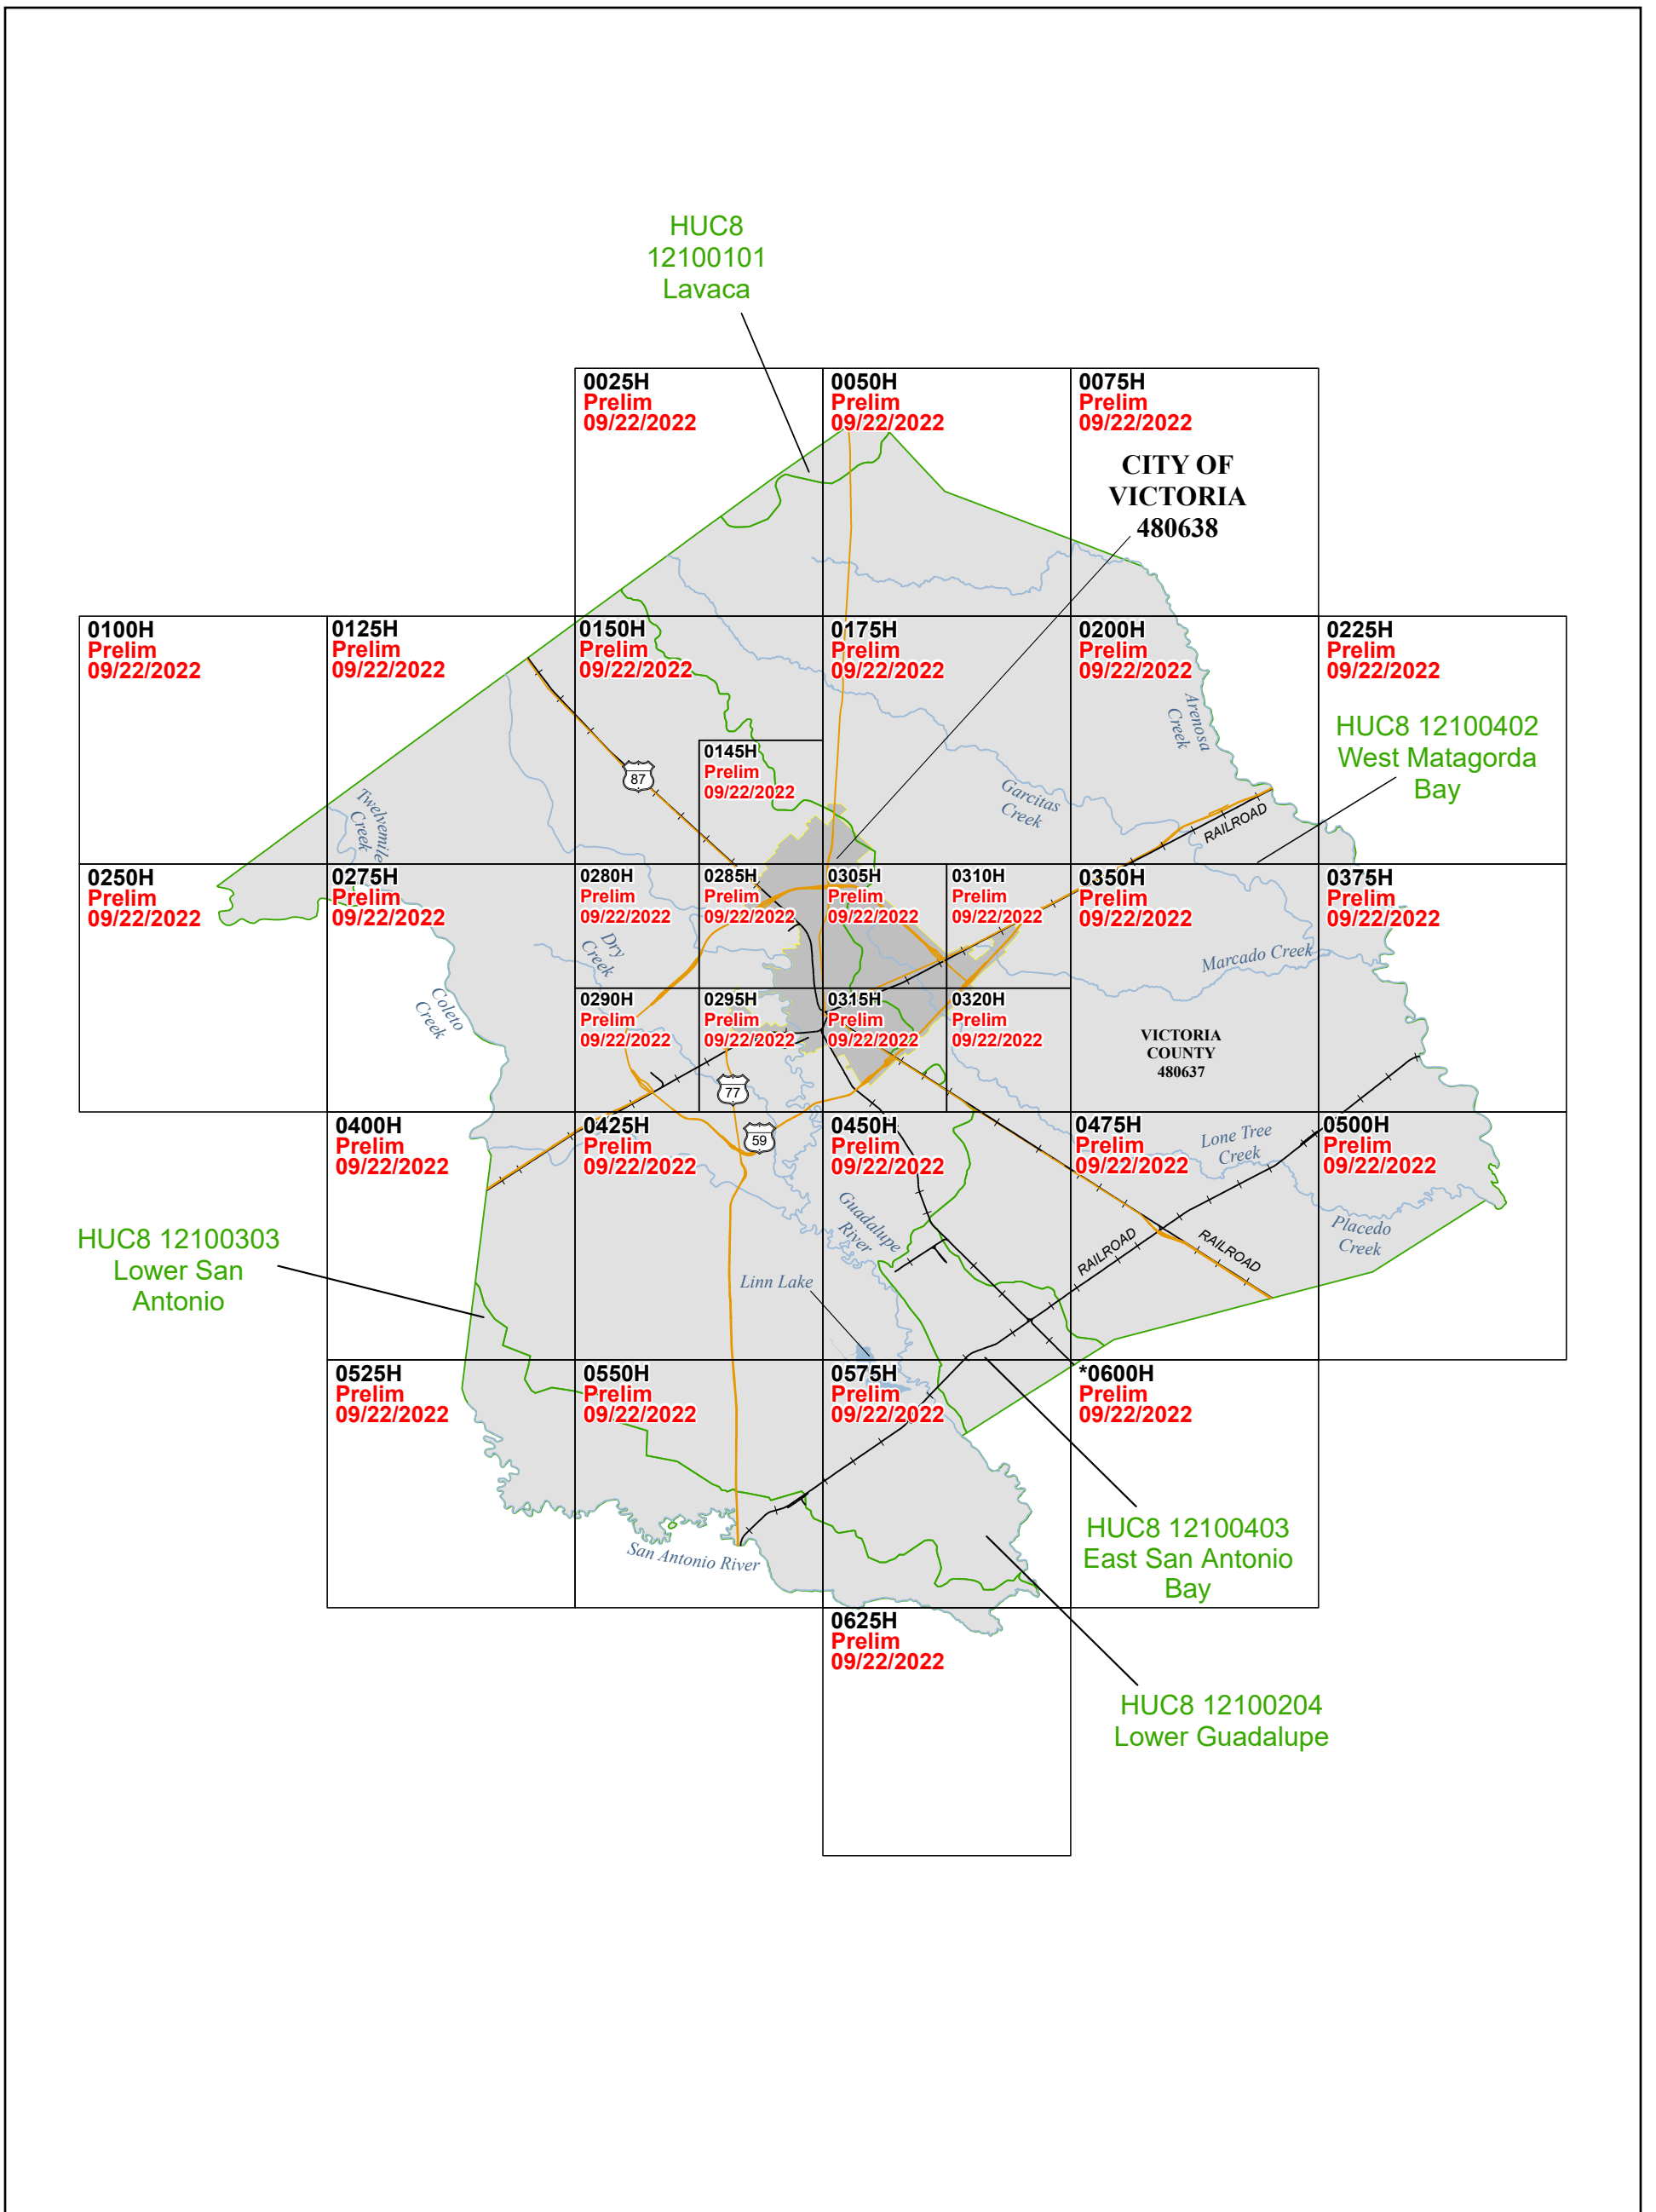 HUC8
12100101
Lavaca
0025H
Prelim
09/22/2022
0050H
Prelim
09/22/2022
0075H
Prelim
09/22/2022
CITY OF
VICTORIA
480638
0100H
Prelim
09/22/2022
0125H
Prelim
09/22/2022
0150H
Prelim
09/22/2022
0175H
Prelim
09/22/2022
0200H
Prelim
09/22/2022
0225H
Prelim
09/22/2022
Arenosa
Creek
HUC8 12100402
West Matagorda
Bay
0145H
Prelim
09/22/2022
87
Twelvemile
Creek
Garcitas
Creek
RAILROAD
0250H
Prelim
09/22/2022
0275H
Prelim
09/22/2022
0280H
Prelim
09/22/2022
0285H
Prelim
09/22/2022
0305H
Prelim
09/22/2022
0310H
Prelim
09/22/2022
0350H
Prelim
09/22/2022
0375H
Prelim
09/22/2022
Dry
Creek
Marcado Creek
Coleto
Creek
0290H
Prelim
09/22/2022
0295H
Prelim
09/22/2022
0315H
Prelim
09/22/2022
0320H
Prelim
09/22/2022
VICTORIA
COUNTY
480637
77
59
0400H
Prelim
09/22/2022
0425H
Prelim
09/22/2022
0450H
Prelim
09/22/2022
0475H
Prelim
09/22/2022
Lone Tree
Creek
0500H
Prelim
09/22/2022
Guadalupe
River
Placedo
Creek
RAILROAD
RAILROAD
HUC8 12100303
Lower San
Antonio
Linn Lake
0525H
Prelim
09/22/2022
0550H
Prelim
09/22/2022
0575H
Prelim
09/22/2022
*0600H
Prelim
09/22/2022
San Antonio River
HUC8 12100403
East San Antonio
Bay
0625H
Prelim
09/22/2022
HUC8 12100204
Lower Guadalupe